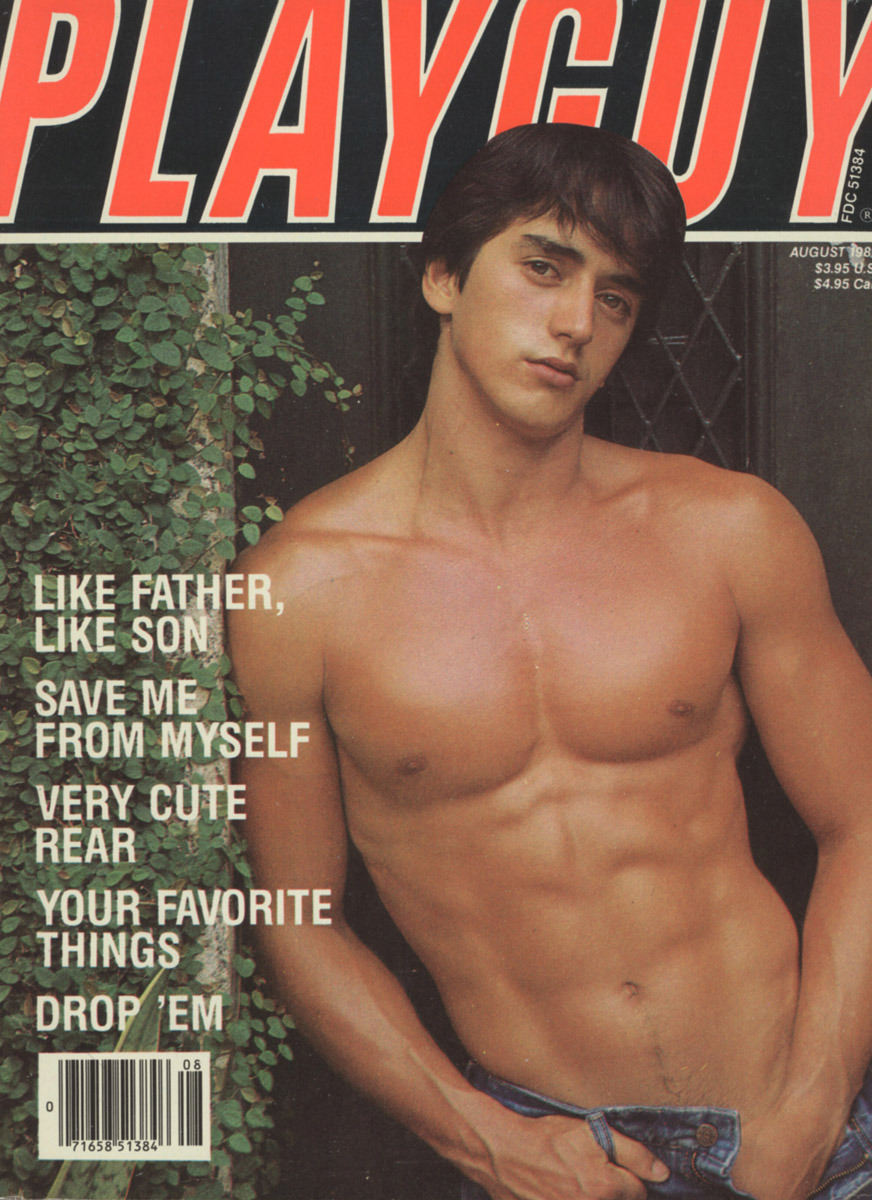 PLAYGUY
FDC 51384
®
AUGUST 198
$3.95 U.S
$4.95 Ca
LIKE FATHER,
LIKE SON
SAVE ME
FROM MYSELF
VERY CUTE
REAR
YOUR FAVORITE
THINGS
DROP 'EM
08
0
71658 51384